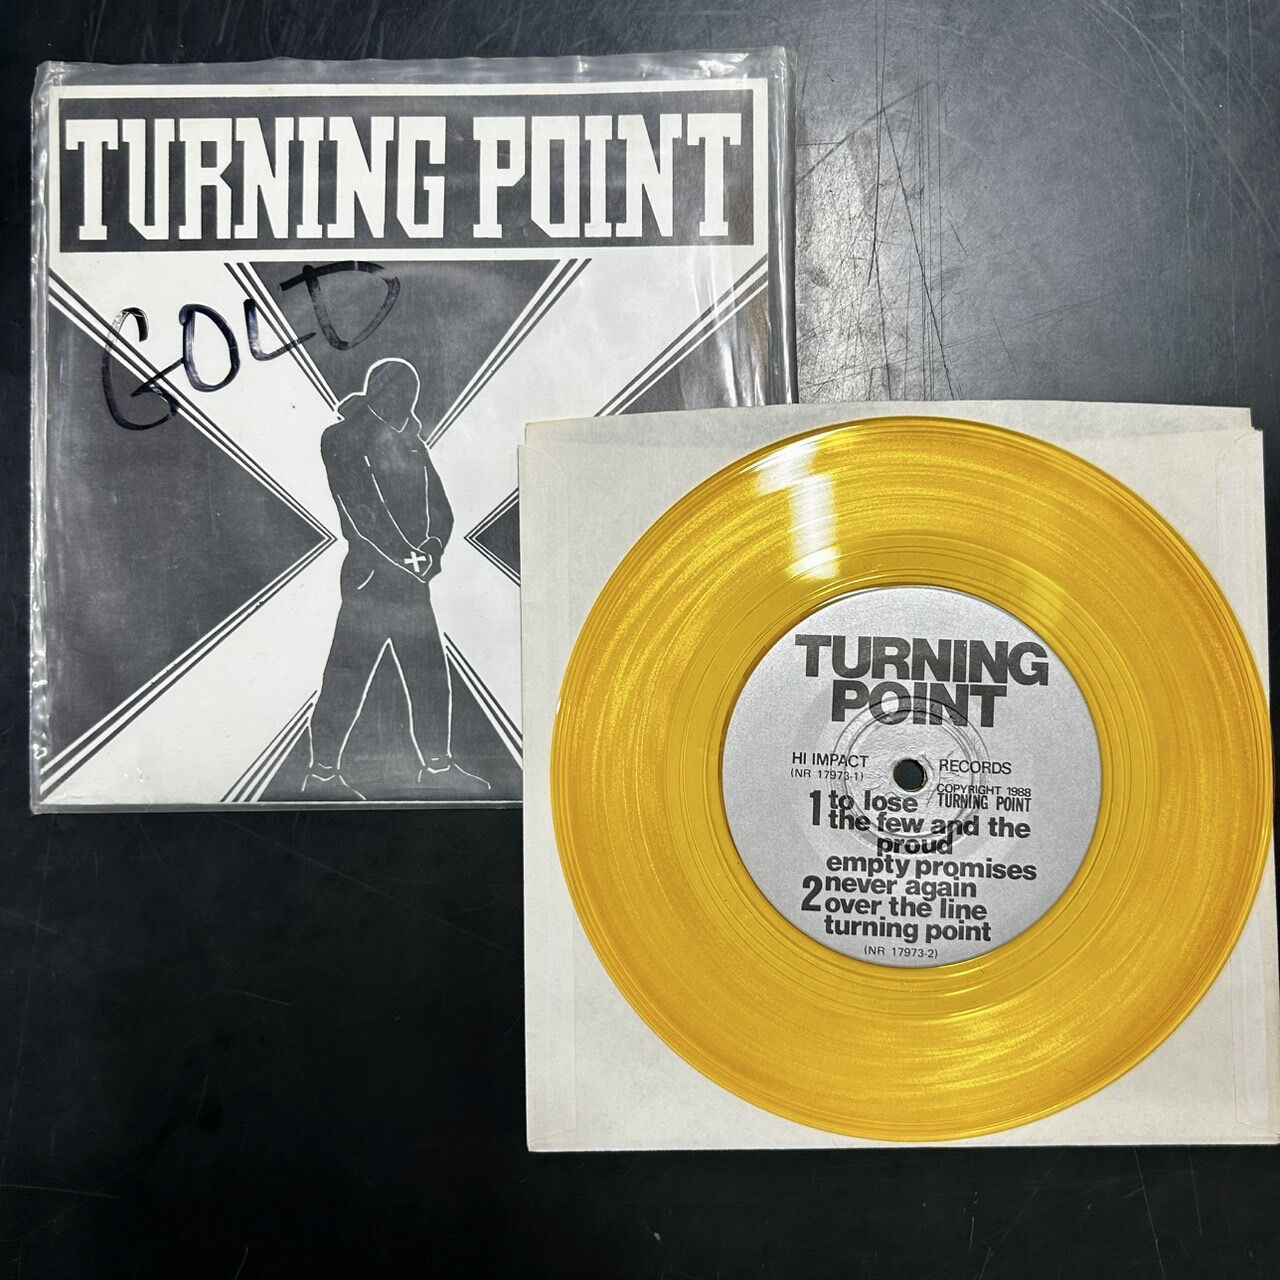 TURNING POINT
GOLD
TURNING
POINT
HI IMPACT RECORDS
(NR 17973-1)
COPYRIGHT 1988
TURNING POINT
1 to lose
the few and the
proud
empty promises
2 never again
over the line
turning point
(NR 17973-2)